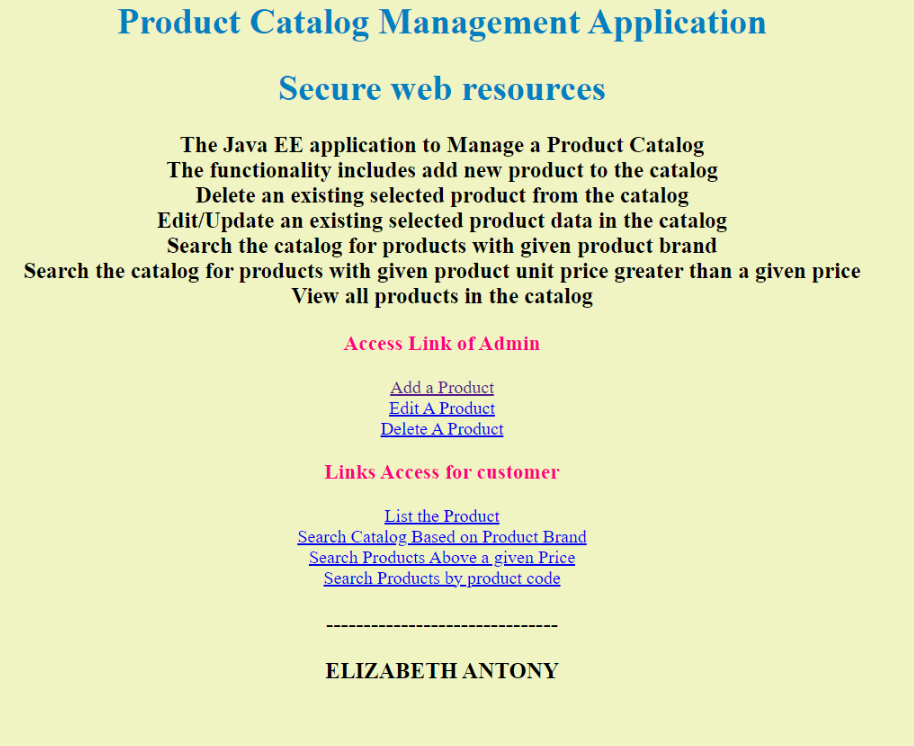 Product Catalog Management Application
Secure web resources
The Java EE application to Manage a Product Catalog
The functionality includes add new product to the catalog
Delete an existing selected product from the catalog
Edit/Update an existing selected product data in the catalog
Search the catalog for products with given product brand
Search the catalog for products with given product unit price greater than a given price
View all products in the catalog
Access Link of Admin
Add a Product
Edit A Product
Delete A Product
Links Access for customer
List the Product
Search Catalog Based on Product Brand
Search Products Above a given Price
Search Products by product code
-------------------------------
ELIZABETH ANTONY